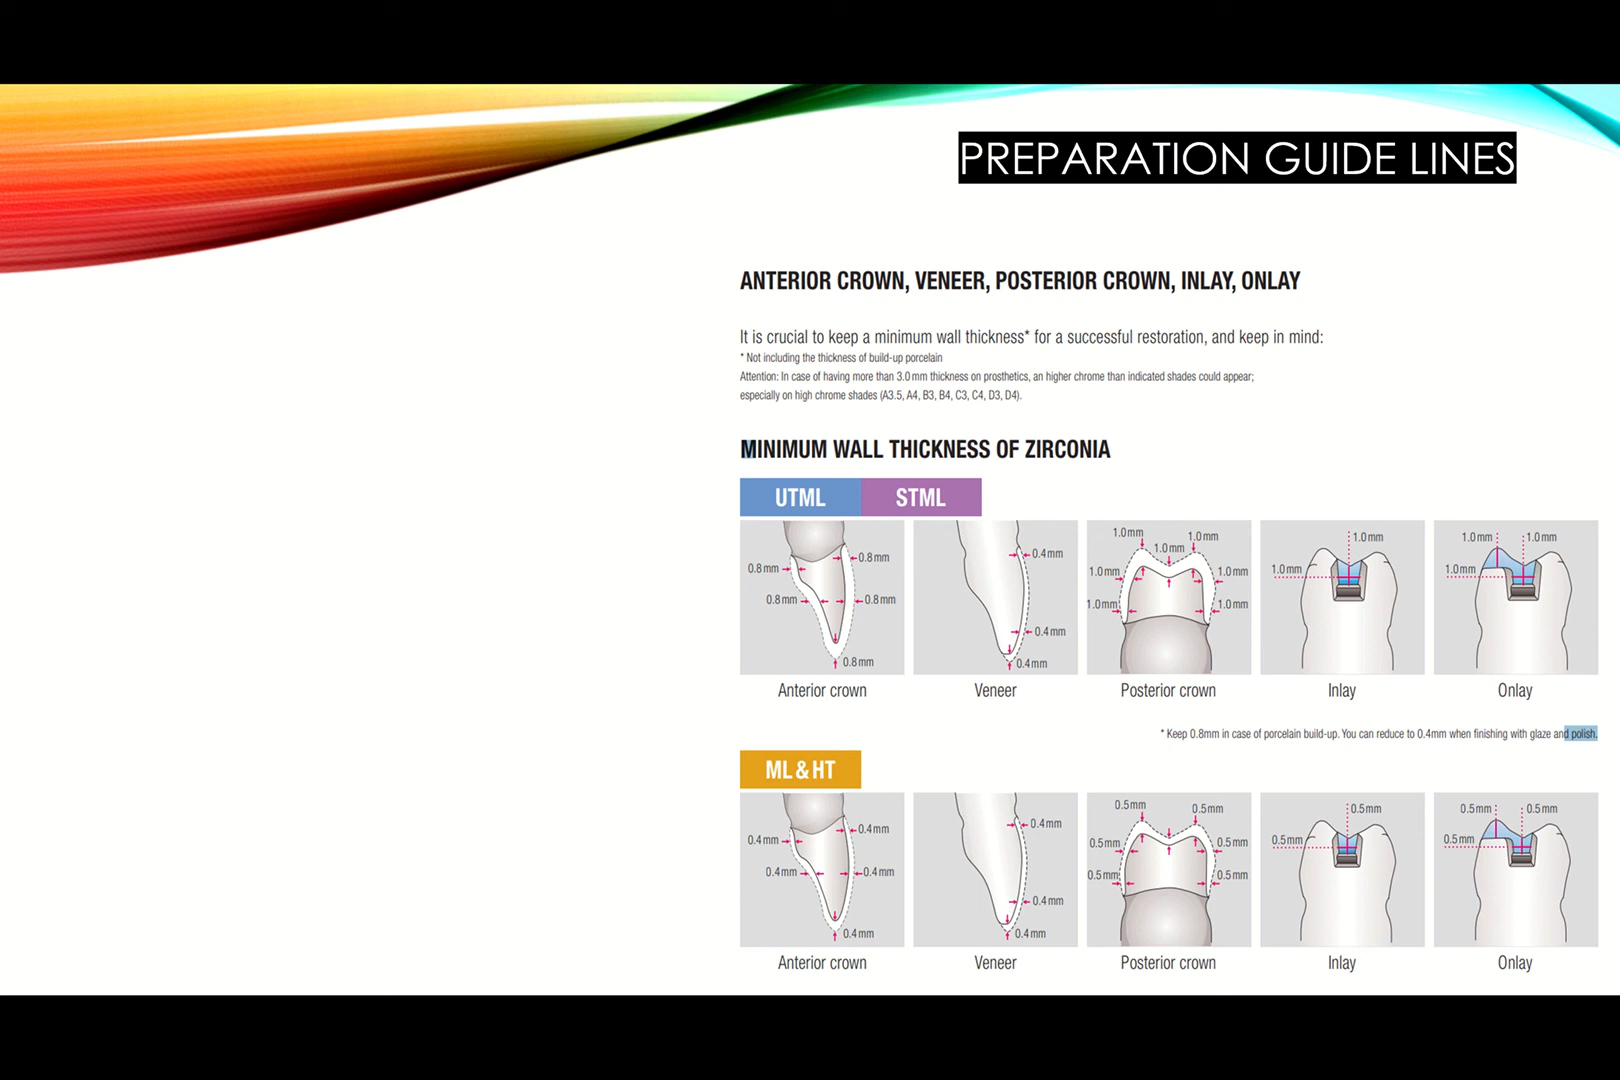 PREPARATION GUIDE LINES
ANTERIOR CROWN, VENEER, POSTERIOR CROWN, INLAY, ONLAY
It is crucial to keep a minimum wall thickness* for a successful restoration, and keep in mind:
* Not including the thickness of build-up porcelain
Attention: In case of having more than 3.0 mm thickness on prosthetics, an higher chrome than indicated shades could appear;
especially on high chrome shades (A3.5, A4, B3, B4, C3, C4, D3, D4).
MINIMUM WALL THICKNESS OF ZIRCONIA
UTML STML
0.8mm
0.8mm
0.8mm
0.8mm
0.8mm
0.4mm
0.4mm
0.4mm
1.0mm
1.0mm
1.0mm
1.0mm
1.0mm
1.0mm
1.0mm
1.0mm
1.0mm
1.0mm
1.0mm
1.0mm
Anterior crown Veneer Posterior crown Inlay Onlay
* Keep 0.8mm in case of porcelain build-up. You can reduce to 0.4mm when finishing with glaze and polish.
ML & HT
0.4mm
0.4mm
0.4mm
0.4mm
0.4mm
0.4mm
0.4mm
0.4mm
0.5mm
0.5mm
0.5mm
0.5mm
0.5mm
0.5mm
0.5mm
0.5mm
0.5mm
0.5mm
0.5mm
Anterior crown Veneer Posterior crown Inlay Onlay